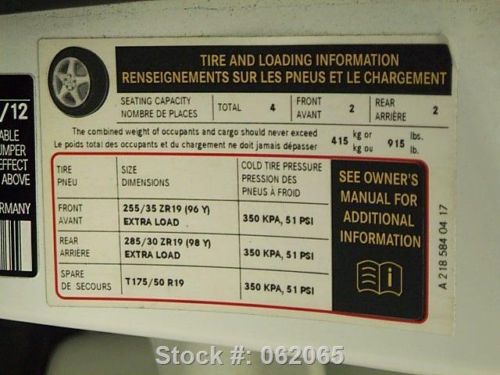 TIRE AND LOADING INFORMATION
RENSEIGNEMENTS SUR LES PNEUS ET LE CHARGEMENT
SEATING CAPACITY
NOMBRE DE PLACES
TOTAL 4
FRONT
AVANT
2
REAR
ARRIÈRE
2
The combined weight of occupants and cargo should never exceed
Le poids total des occupants et du chargement ne doit jamais dépasser
415 kg or
kg ou
915 lbs.
lb.
TIRE
PNEU
SIZE
DIMENSIONS
COLD TIRE PRESSURE
PRESSION DES
PNEUS À FROID
FRONT
AVANT
255/35 ZR19 (96 Y)
EXTRA LOAD
350 KPA, 51 PSI
REAR
ARRIÈRE
285/30 ZR19 (98 Y)
EXTRA LOAD
350 KPA, 51 PSI
SPARE
DE SECOURS
T175/50 R19
350 KPA, 51 PSI
SEE OWNER'S
MANUAL FOR
ADDITIONAL
INFORMATION
A 218 584 04 17
/12
ABLE
UMPER
EFFECT
ABOVE
ERMANY
Stock #: 062065